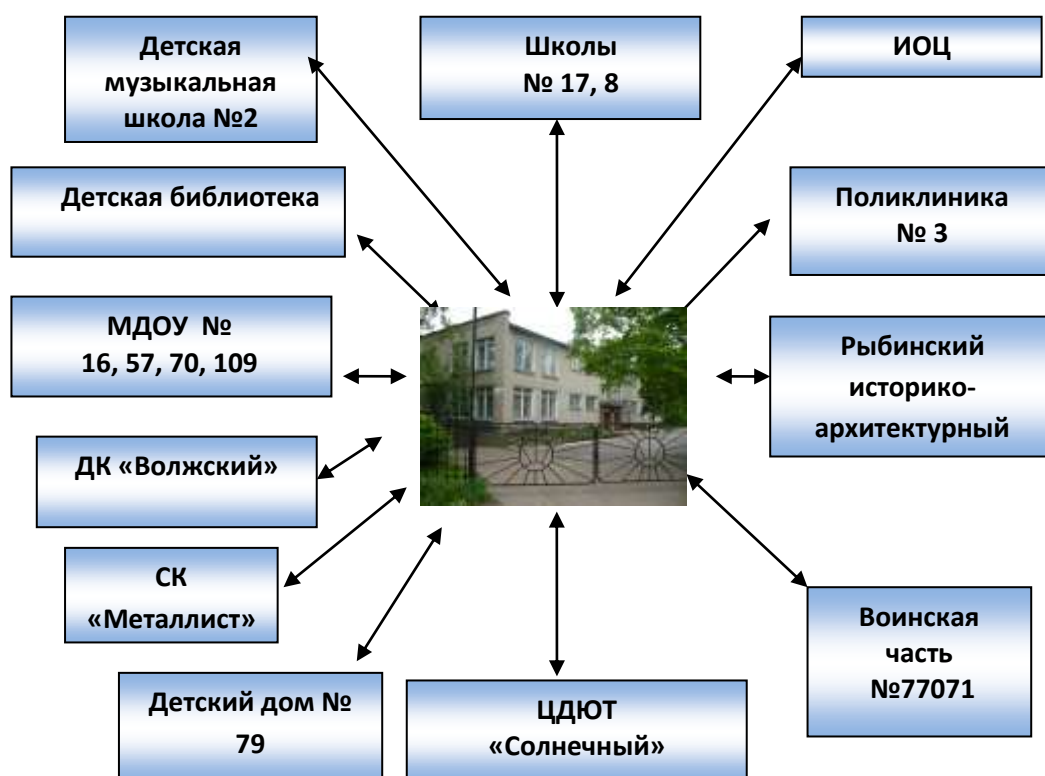 Детская
музыкальная
школа №2
Школы
№ 17, 8
ИОЦ
Детская библиотека
Поликлиника
№ 3
МДОУ №
16, 57, 70, 109
Рыбинский
историко-
архитектурный
ДК «Волжский»
СК
«Металлист»
Воинская
часть
№77071
Детский дом №
79
ЦДЮТ
«Солнечный»